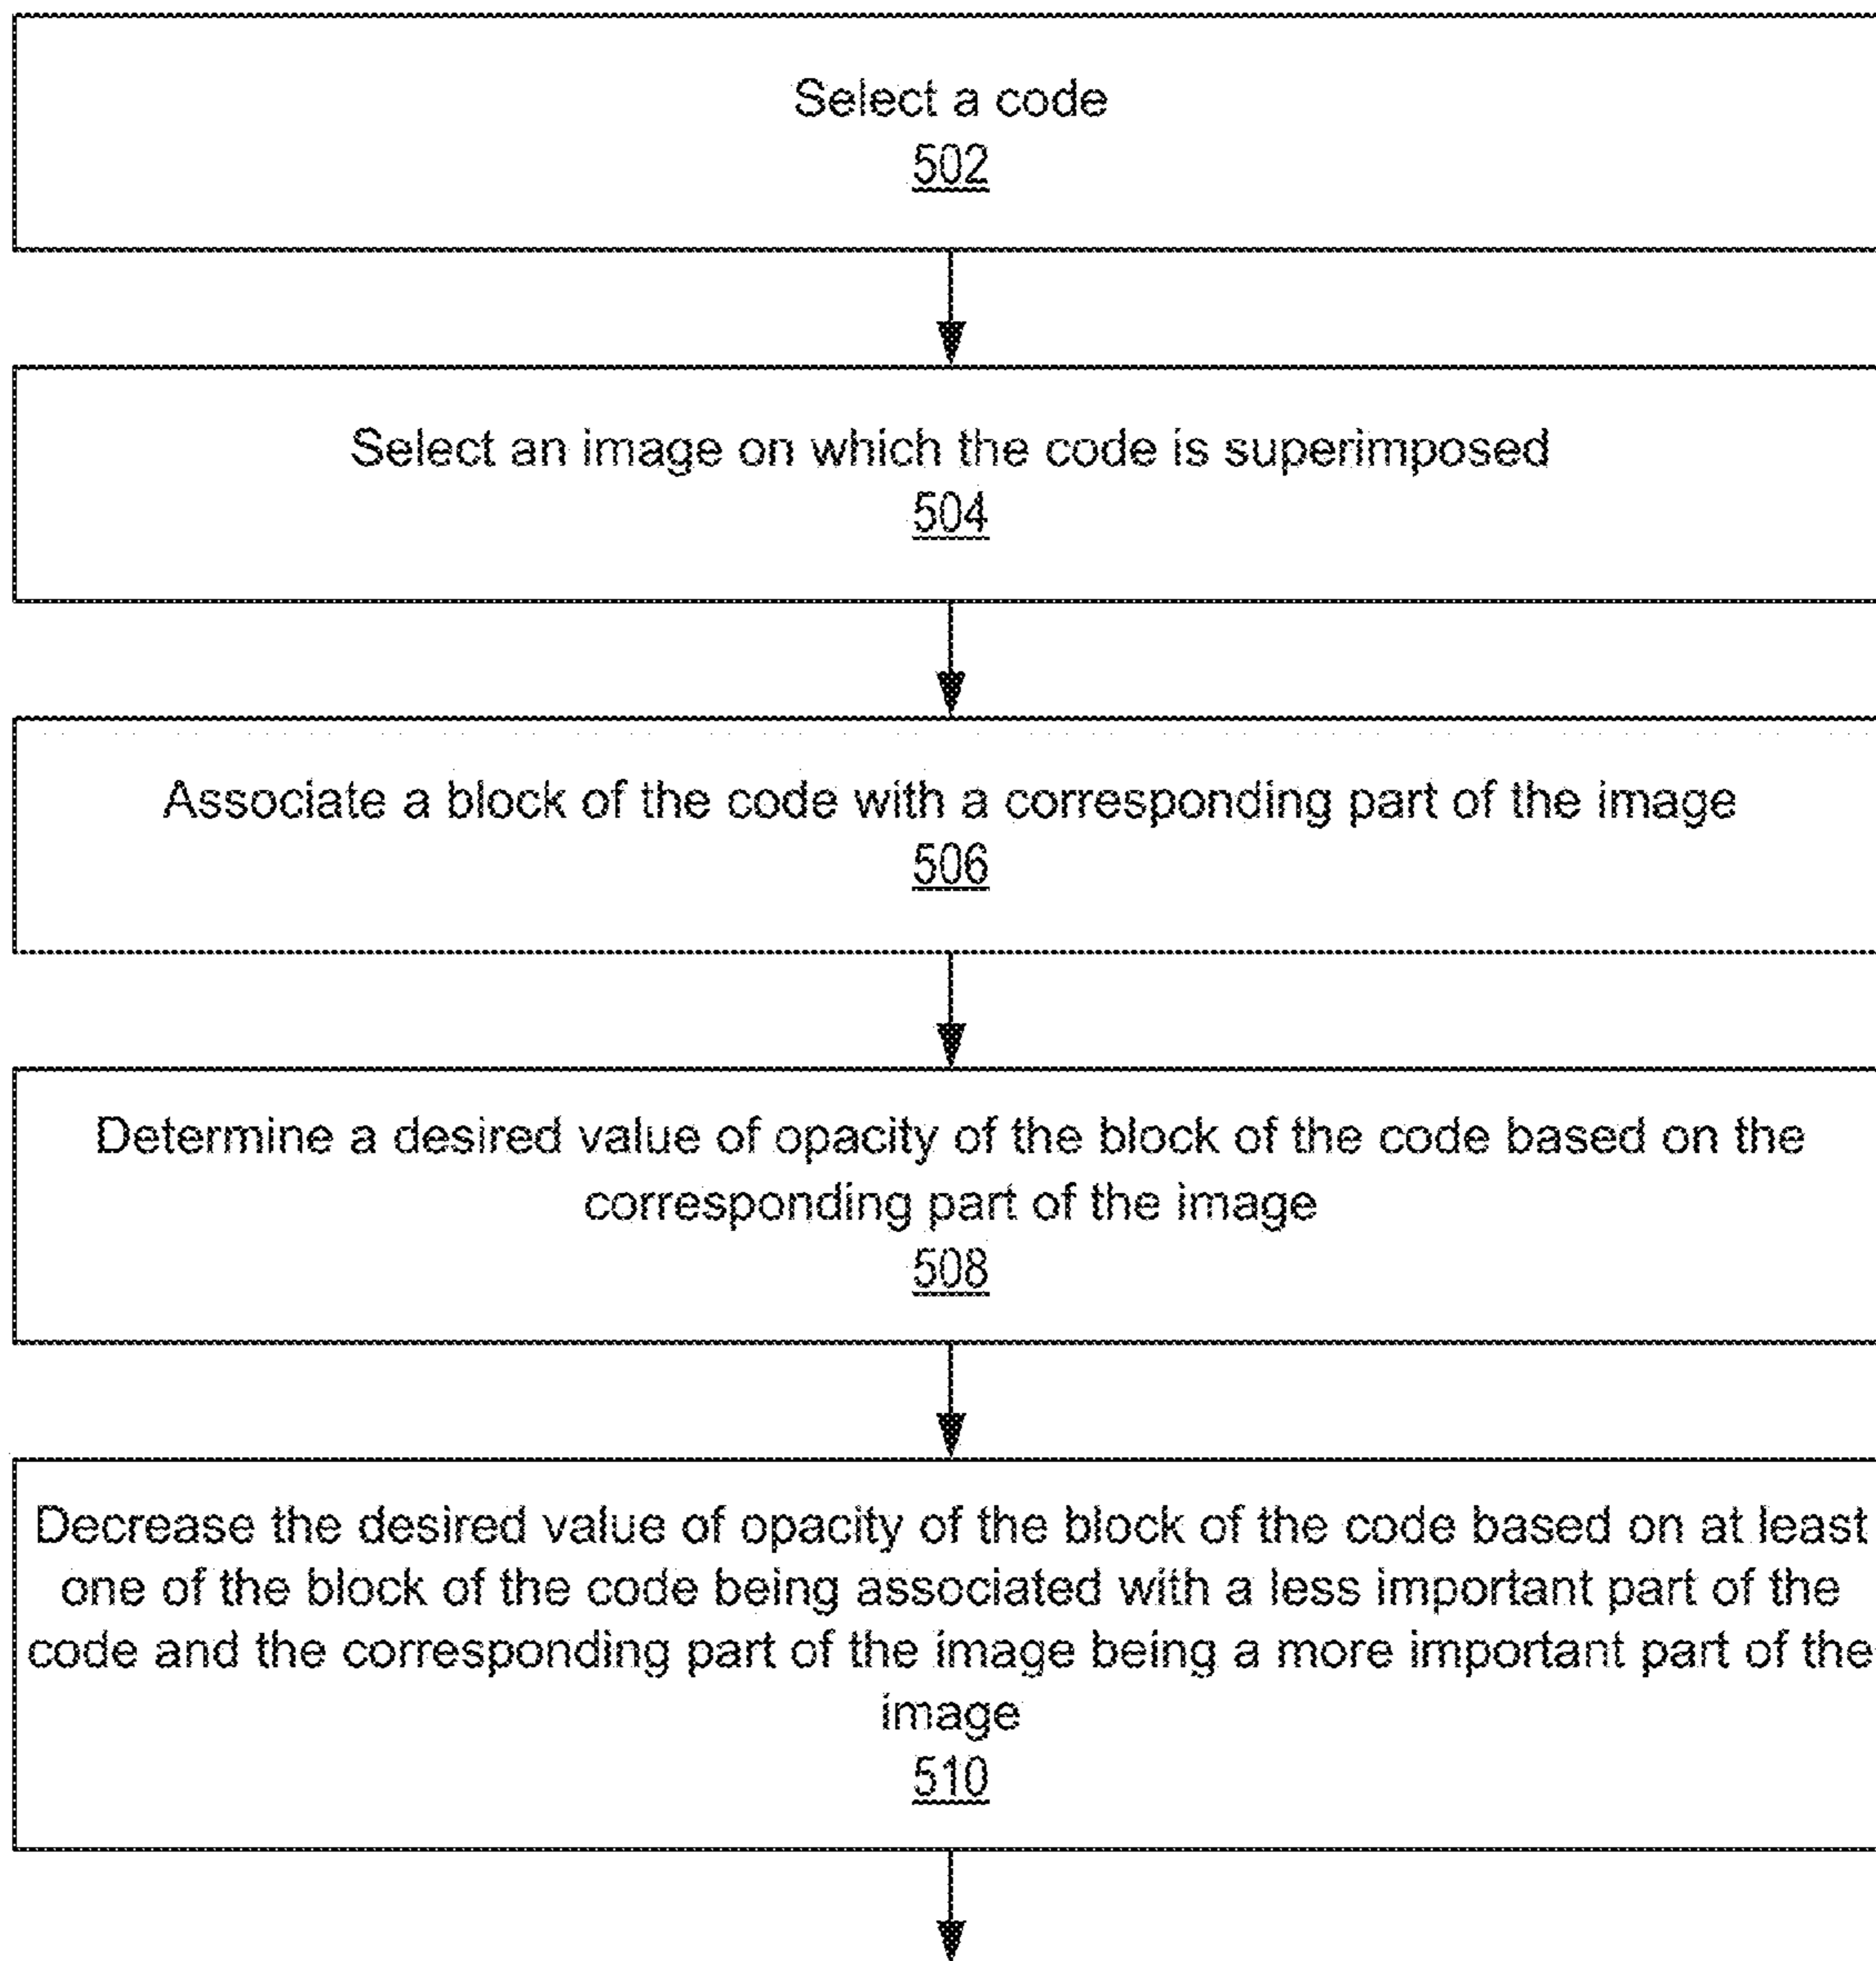 Select a code
502
Select an image on which the code is superimposed
504
Associate a block of the code with a corresponding part of the image
506
Determine a desired value of opacity of the block of the code based on the
corresponding part of the image
508
Decrease the desired value of opacity of the block of the code based on at least
one of the block of the code being associated with a less important part of the
code and the corresponding part of the image being a more important part of the
image
510